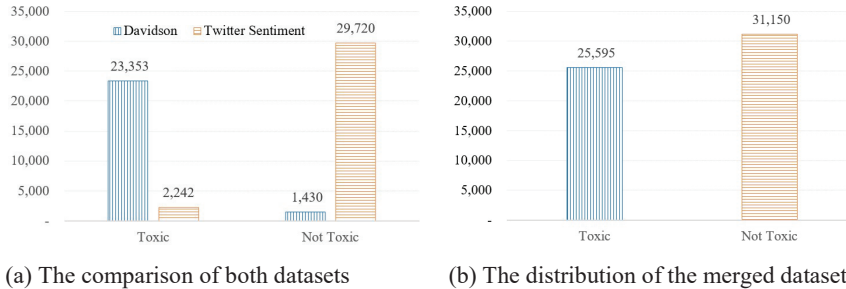 35,000
30,000
25,000
20,000
15,000
10,000
5,000
-
Davidson
Twitter Sentiment
23,353
2,242
1,430
29,720
Toxic
Not Toxic
(a) The comparison of both datasets
35,000
30,000
25,000
20,000
15,000
10,000
5,000
-
25,595
31,150
Toxic
Not Toxic
(b) The distribution of the merged dataset